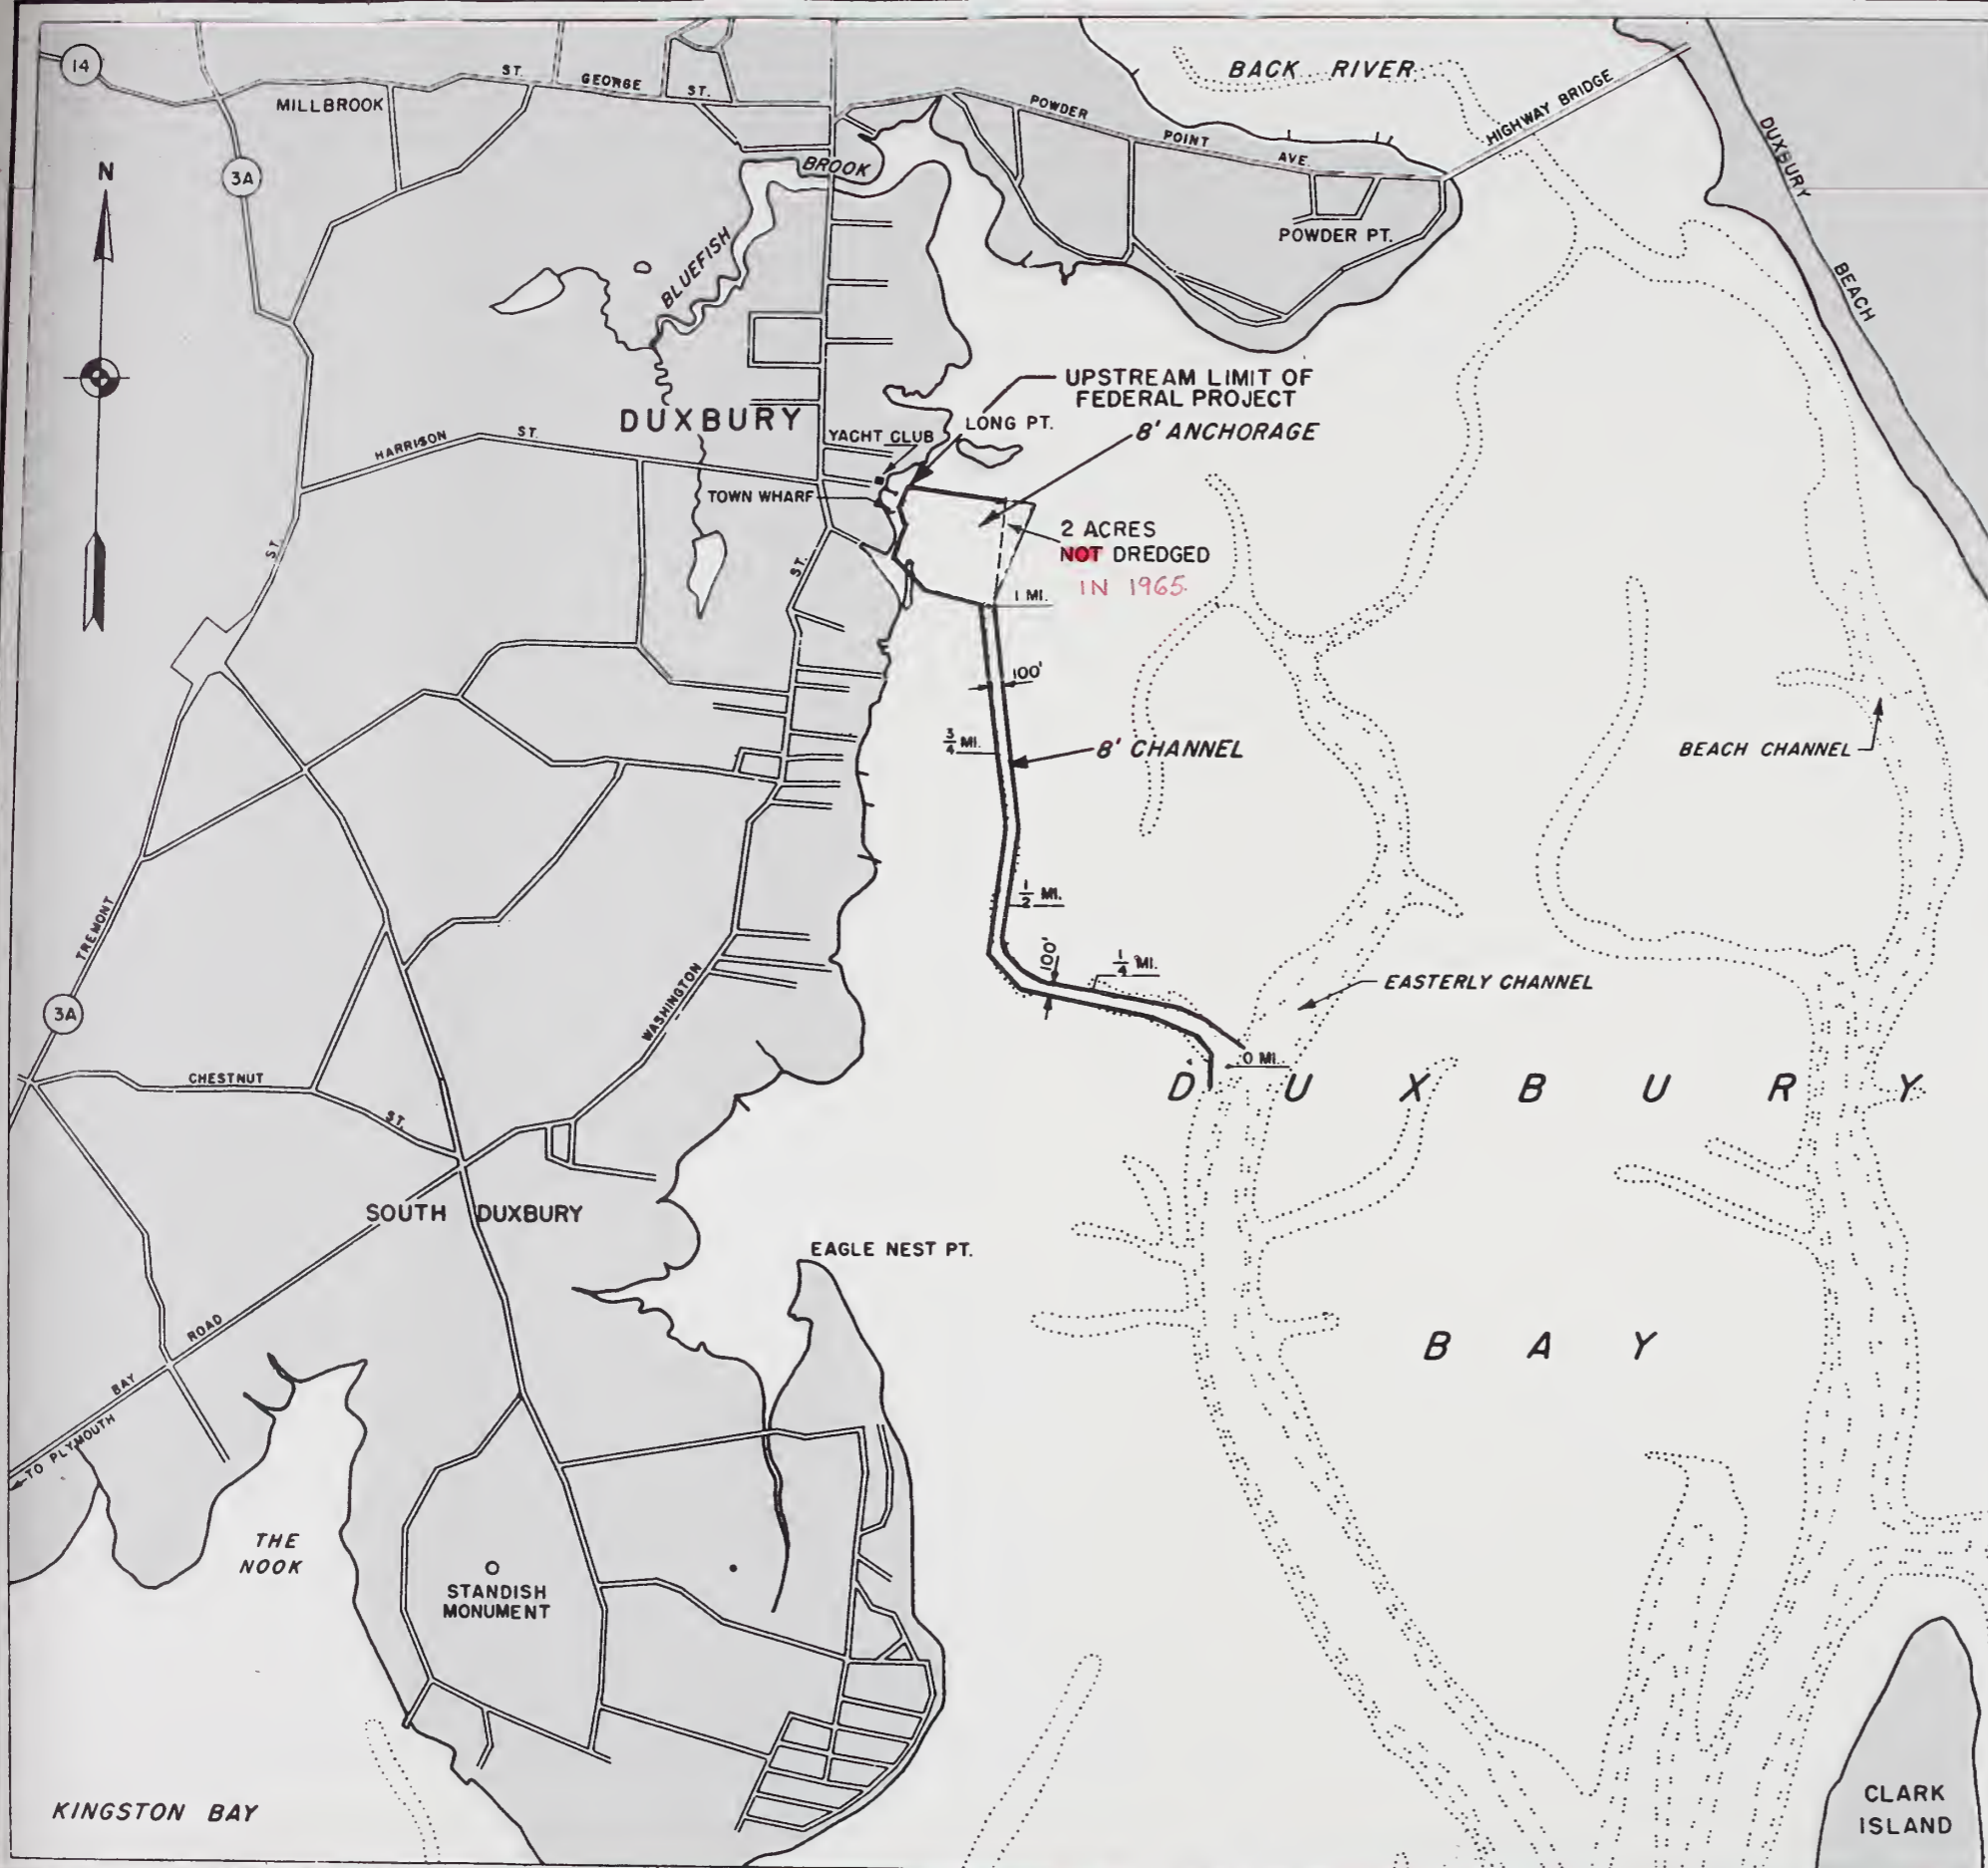 14
ST.
GEORGE
ST.
MILLBROOK
BACK RIVER
HIGHWAY BRIDGE
POWDER
POINT
AVE.
DUXBURY
BEACH
N
3A
BROOK
BLUEFISH
POWDER PT.
UPSTREAM LIMIT OF
FEDERAL PROJECT
LONG PT.
8' ANCHORAGE
DUXBURY
YACHT CLUB
HARRISON
ST.
TOWN WHARF
2 ACRES
NOT DREDGED
IN 1965
ST.
ST.
1 MI.
100'
3/4 MI.
8' CHANNEL
BEACH CHANNEL
1/2 MI.
TREMONT
100'
1/4 MI.
EASTERLY CHANNEL
WASHINGTON
3A
0 MI.
CHESTNUT
ST.
DUXBURY
SOUTH DUXBURY
EAGLE NEST PT.
ROAD
BAY
BAY
TO PLYMOUTH
THE
NOOK
STANDISH
MONUMENT
KINGSTON BAY
CLARK
ISLAND